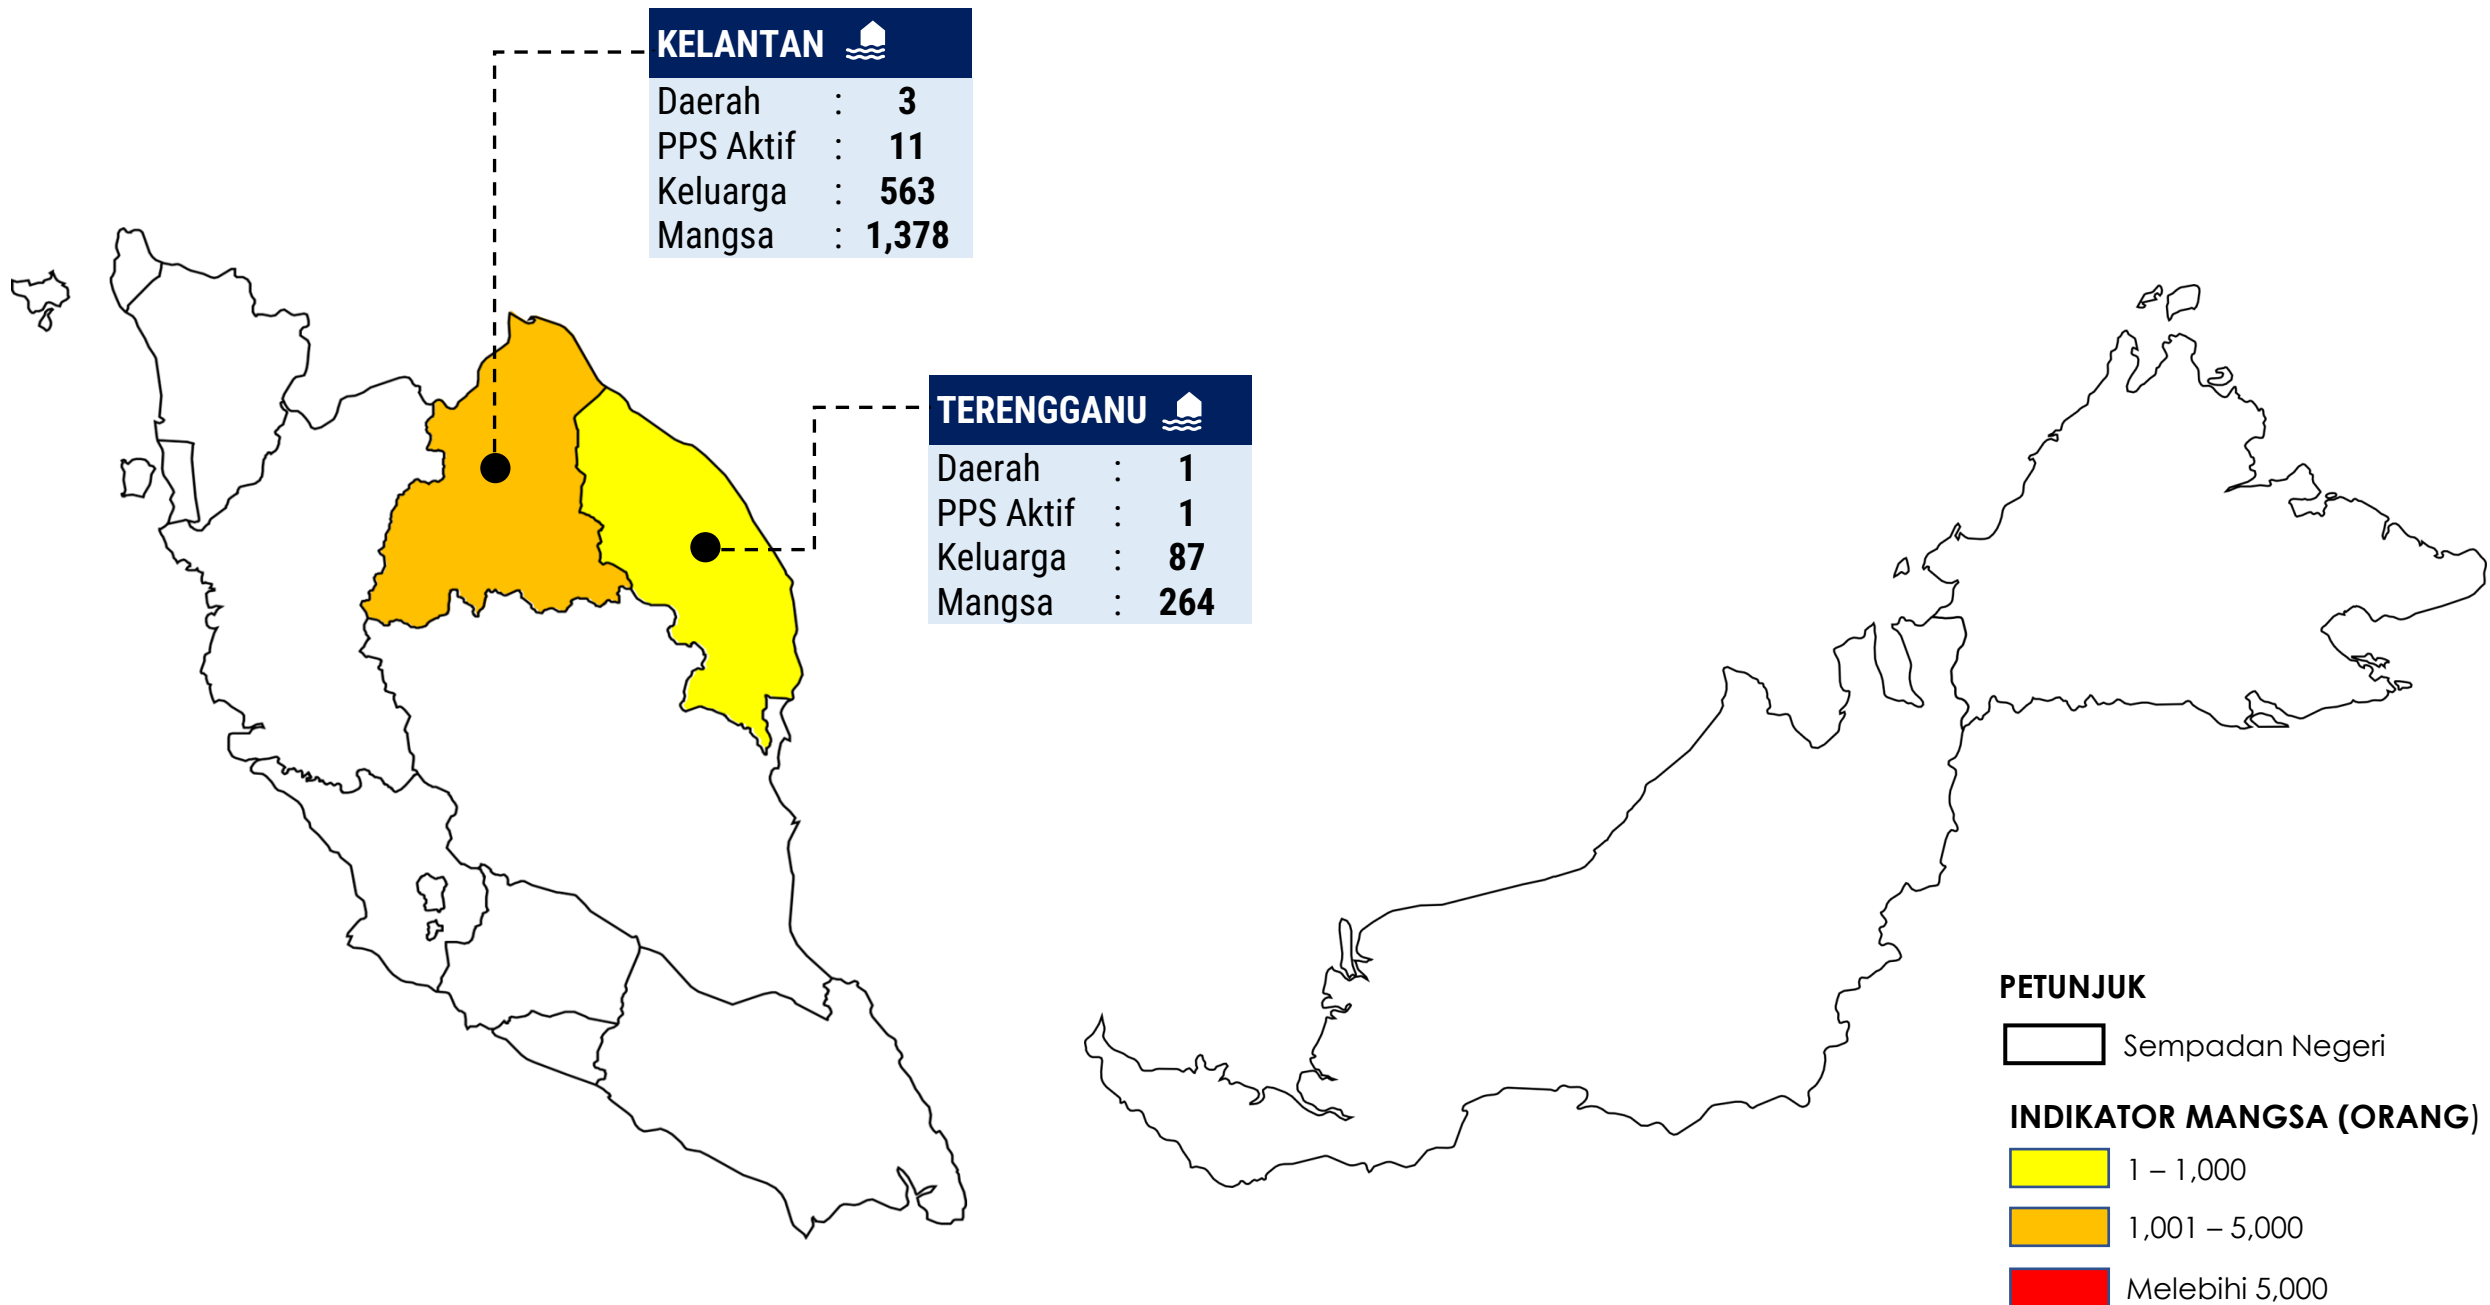 KELANTAN
Daerah : 3
PPS Aktif : 11
Keluarga : 563
Mangsa : 1,378
TERENGGANU
Daerah : 1
PPS Aktif : 1
Keluarga : 87
Mangsa : 264
PETUNJUK
Sempadan Negeri
INDIKATOR MANGSA (ORANG)
1 – 1,000
1,001 – 5,000
Melebihi 5,000